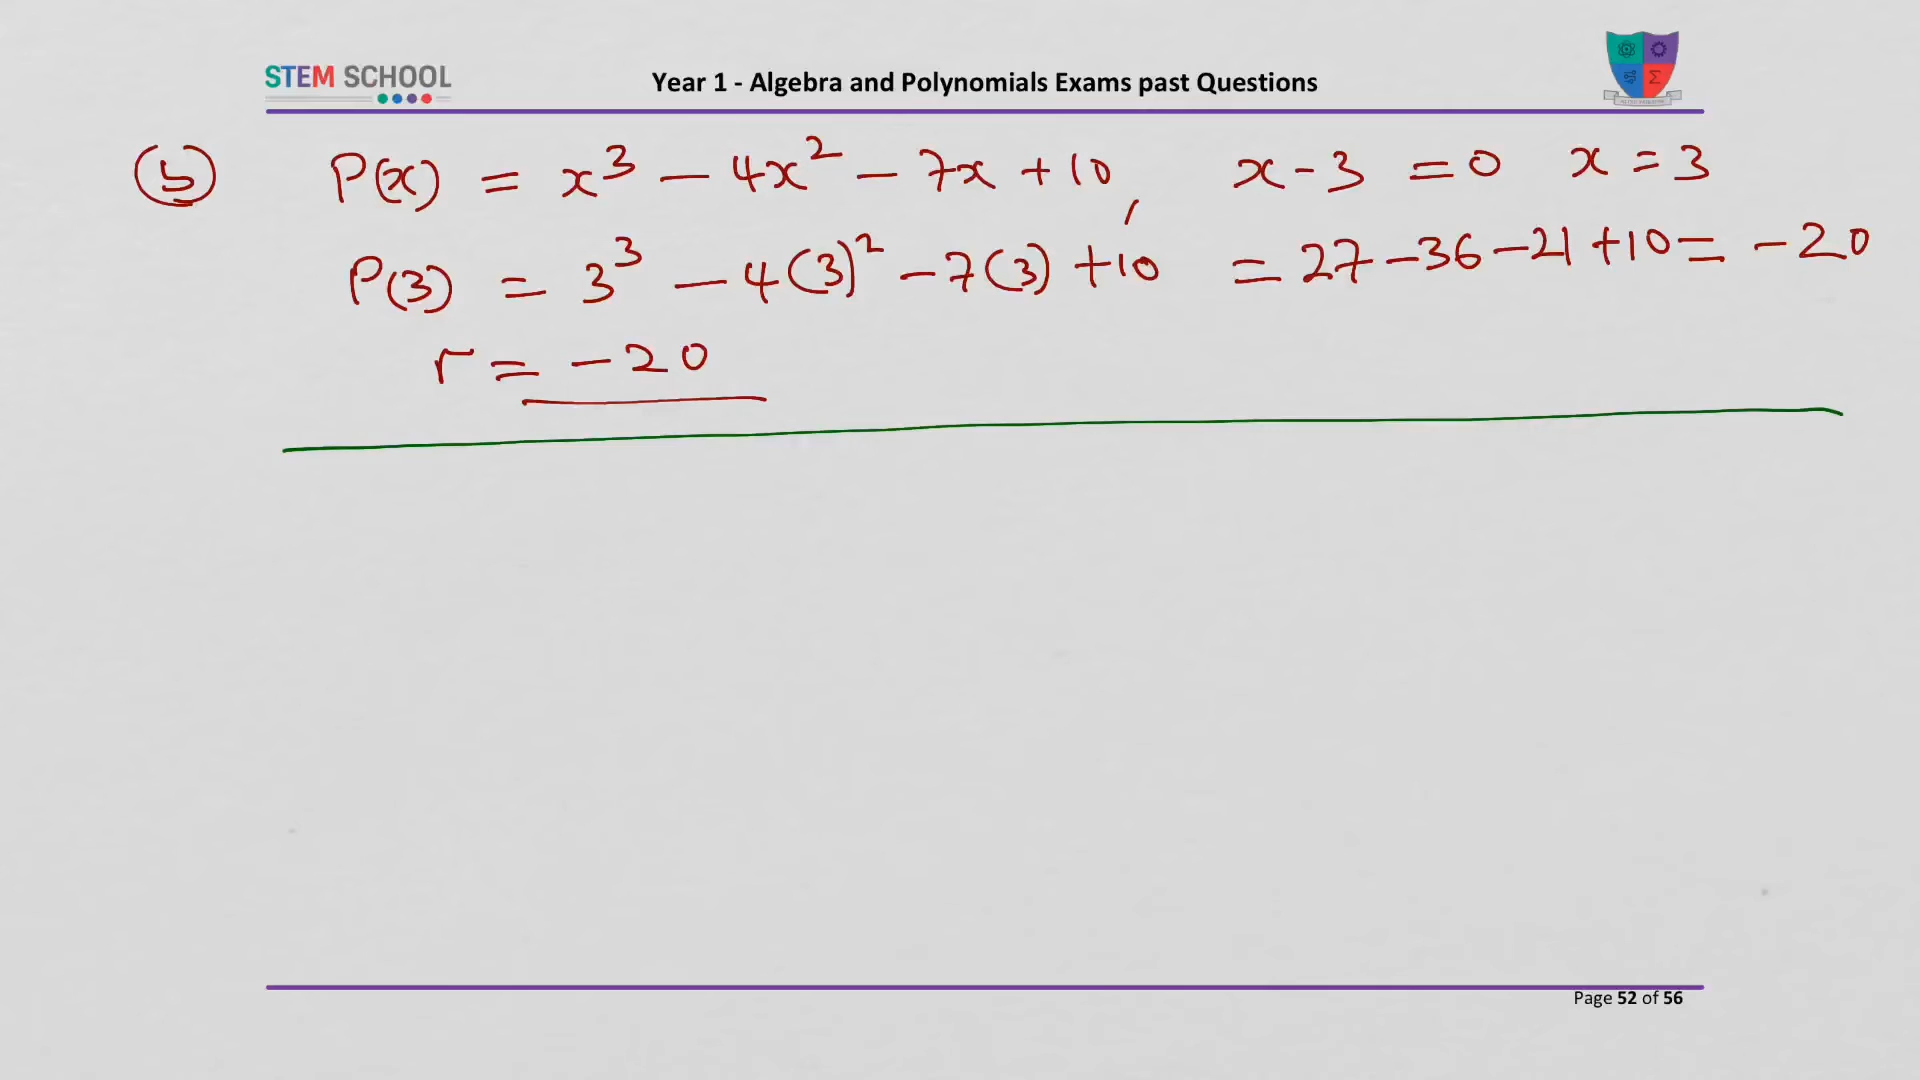 STEM SCHOOL
Year 1 - Algebra and Polynomials Exams past Questions
(b) P(x) = x³ - 4x² - 7x + 10, x - 3 = 0 x = 3
P(3) = 3³ - 4(3)² - 7(3) + 10 = 27 - 36 - 21 + 10 = -20
r = -20
Page 52 of 56